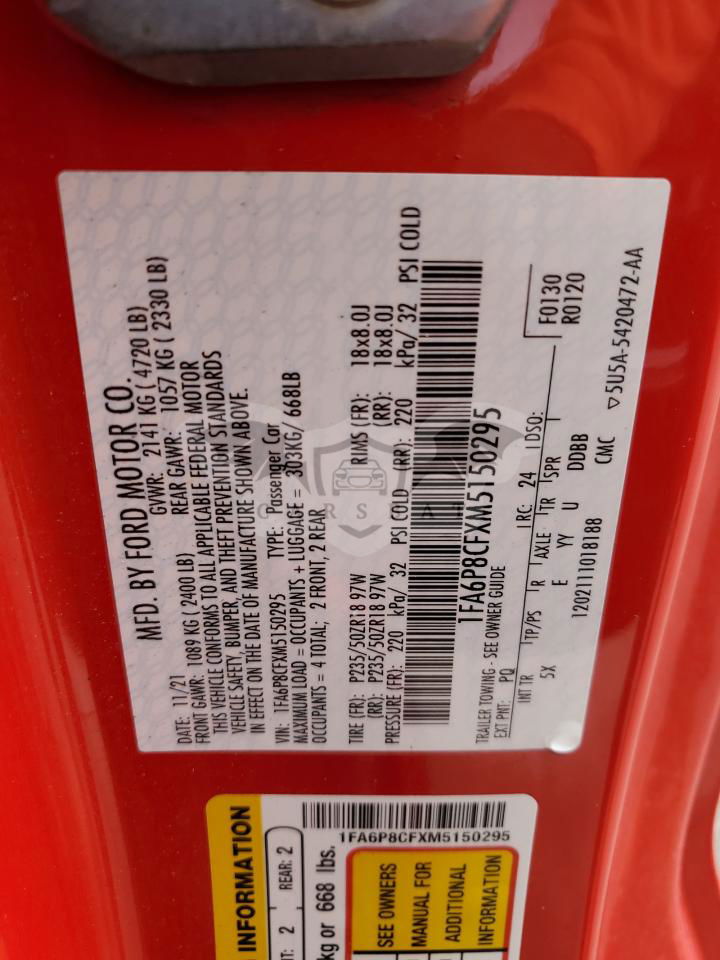 MFD. BY FORD MOTOR CO.
DATE: 11/21 GVWR: 2141 KG ( 4720 LB)
FRONT GAWR: 1089 KG ( 2400 LB) REAR GAWR: 1057 KG ( 2330 LB)
THIS VEHICLE CONFORMS TO ALL APPLICABLE FEDERAL MOTOR
VEHICLE SAFETY, BUMPER, AND THEFT PREVENTION STANDARDS
IN EFFECT ON THE DATE OF MANUFACTURE SHOWN ABOVE.
VIN: 1FA6P8CFXM5150295 TYPE: Passenger Car
MAXIMUM LOAD = OCCUPANTS + LUGGAGE = 303KG/ 668LB
OCCUPANTS = 4 TOTAL; 2 FRONT, 2 REAR
TIRE (FR): P235/50ZR18 97W RIMS (FR): 18x8.0J
(RR): P235/50ZR18 97W (RR): 18x8.0J
PRESSURE (FR): 220 kPa/ 32 PSI COLD (RR): 220 kPa/ 32 PSI COLD
1FA6P8CFXM5150295
TRAILER TOWING - SEE OWNER GUIDE
EXT PNT: PQ RC: 24 DSO: F0130
R0120
INT TR TP/PS R AXLE TR SPR
5X E YY U DDBB
1202111018188 CMC ▽5U5A-5420472-AA
INFORMATION
1FA6P8CFXM5150295
2 REAR: 2
kg or 668 lbs.
SEE OWNERS
MANUAL FOR
ADDITIONAL
INFORMATION